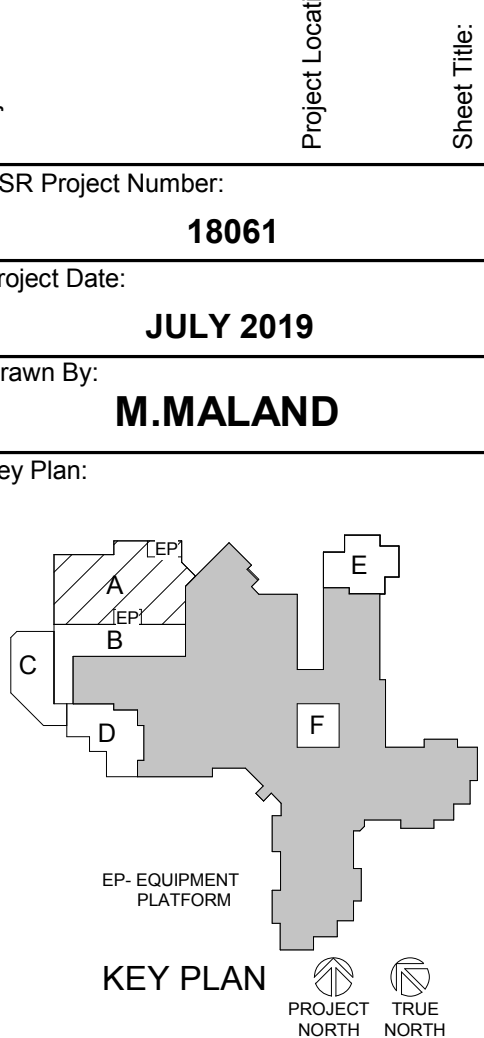 Project Locati
Sheet Title:
SR Project Number:
18061
roject Date:
JULY 2019
rawn By:
M.MALAND
ey Plan:
EP
A
E
EP
B
C
F
D
EP- EQUIPMENT
PLATFORM
KEY PLAN
PROJECT
NORTH
TRUE
NORTH